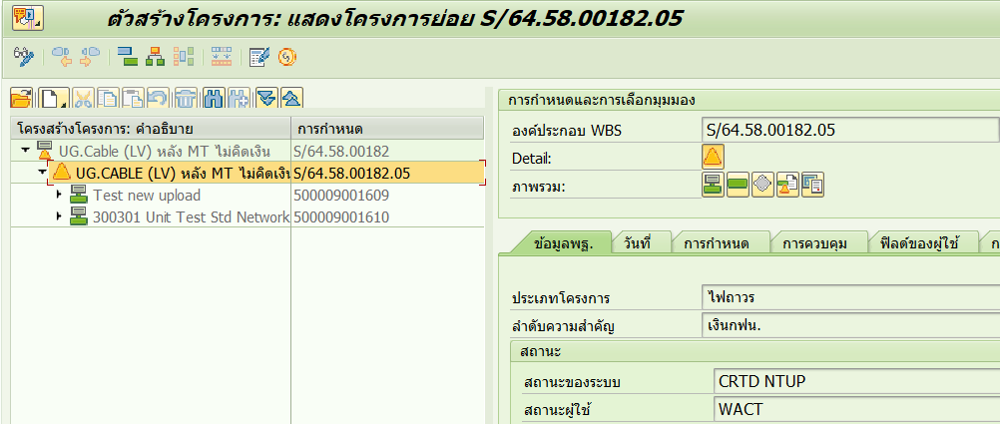 ตัวสร้างโครงการ: แสดงโครงการย่อย S/64.58.00182.05
โครงสร้างโครงการ: คำอธิบาย การกำหนด
UG.Cable (LV) หลัง MT ไม่คิดเงิน S/64.58.00182
UG.CABLE (LV) หลัง MT ไม่คิดเงิน S/64.58.00182.05
Test new upload 500009001609
300301 Unit Test Std Network 500009001610
การกำหนดและการเลือกมุมมอง
องค์ประกอบ WBS S/64.58.00182.05
Detail:
ภาพรวม:
ข้อมูลพฐ. วันที่ การกำหนด การควบคุม ฟิลด์ของผู้ใช้ ก
ประเภทโครงการ ไฟถาวร
ลำดับความสำคัญ เงินกฟน.
สถานะ
สถานะของระบบ CRTD NTUP
สถานะผู้ใช้ WACT